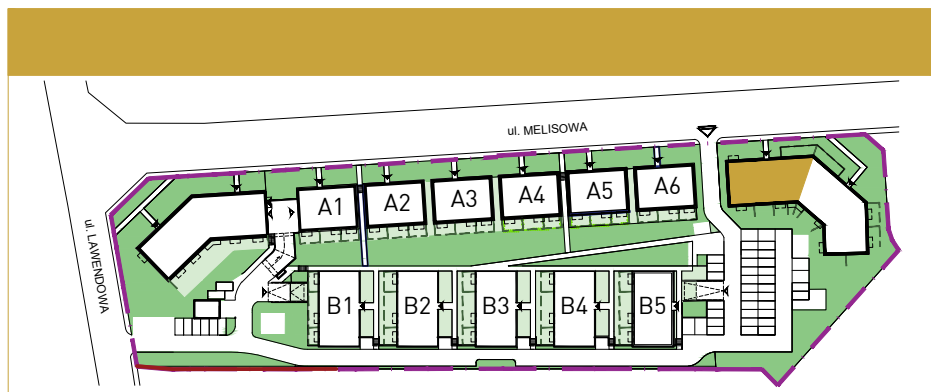 ul. MELISOWA
ul. LAWENDOWA
A1
A2
A3
A4
A5
A6
B1
B2
B3
B4
B5